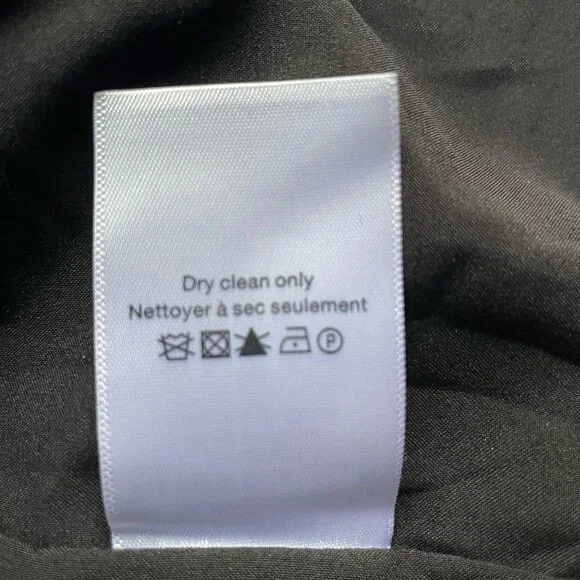 Dry clean only
Nettoyer à sec seulement
P